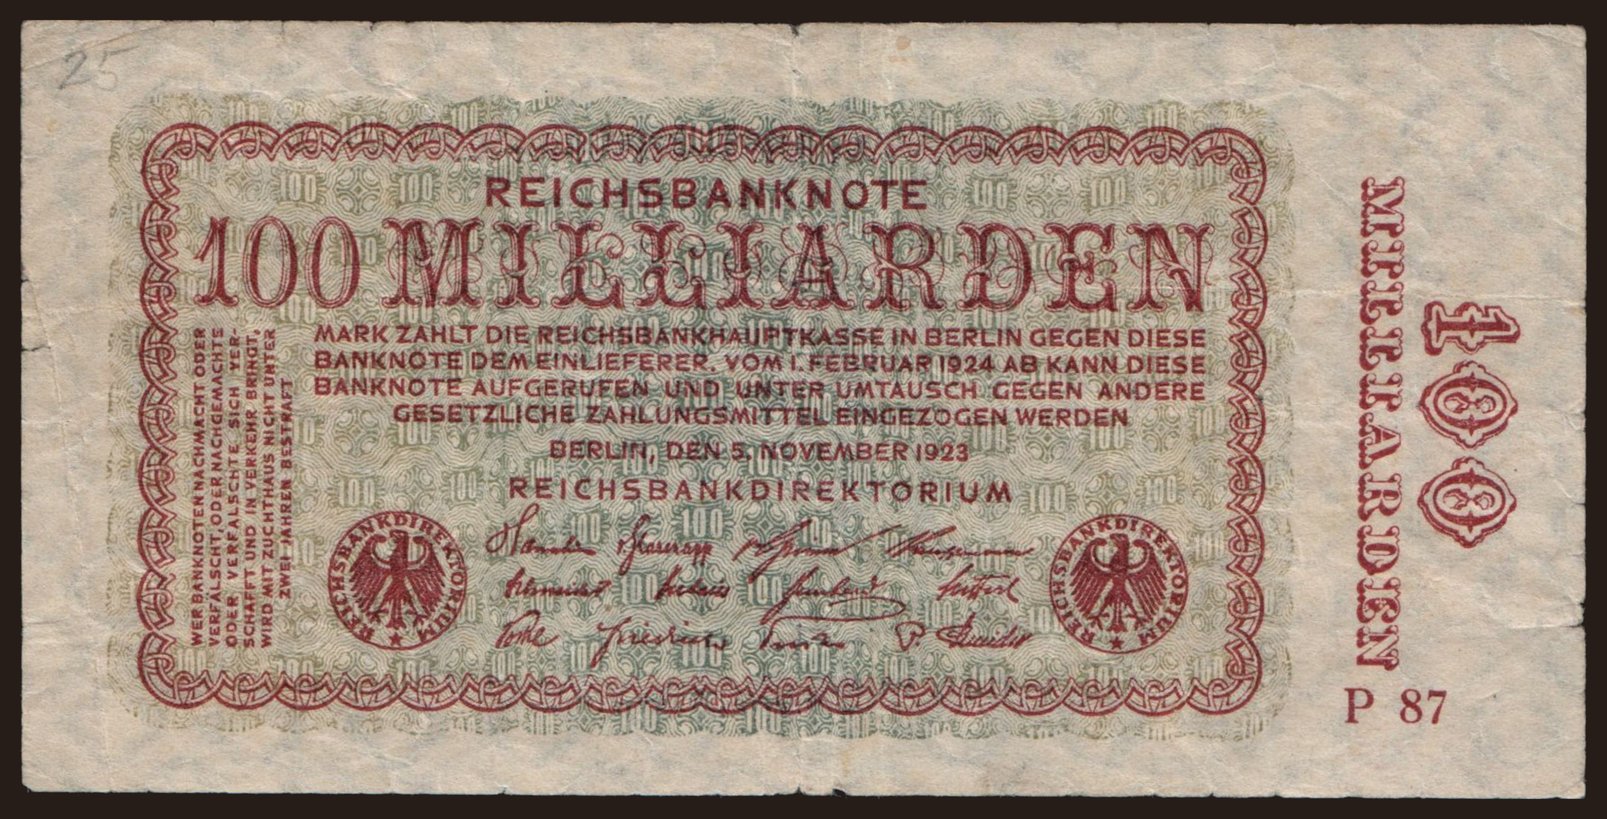 25
REICHSBANKNOTE
100 MILLIARDEN
MARK ZAHLT DIE REICHSBANKHAUPTKASSE IN BERLIN GEGEN DIESE
BANKNOTE DEM EINLIEFERER. VOM 1. FEBRUAR 1924 AB KANN DIESE
BANKNOTE AUFGERUFEN UND UNTER UMTAUSCH GEGEN ANDERE
GESETZLICHE ZAHLUNGSMITTEL EINGEZOGEN WERDEN
BERLIN, DEN 5. NOVEMBER 1923
REICHSBANKDIREKTORIUM
WER BANKNOTEN NACHMACHT ODER
VERFÄLSCHT, ODER NACHGEMACHTE
ODER VERFÄLSCHTE SICH VER-
SCHAFFT UND IN VERKEHR BRINGT,
WIRD MIT ZUCHTHAUS NICHT UNTER
ZWEI JAHREN BESTRAFT
REICHSBANKDIREKTORIUM
REICHSBANKDIREKTORIUM
100
MILLIARDEN
P 87